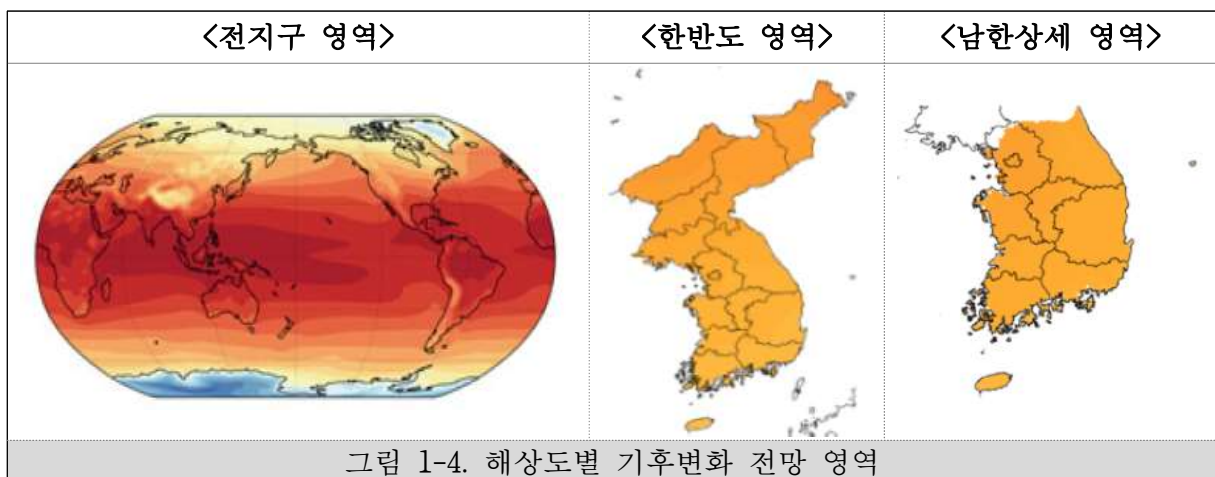 <전지구 영역>
<한반도 영역>
<남한상세 영역>
그림 1-4. 해상도별 기후변화 전망 영역